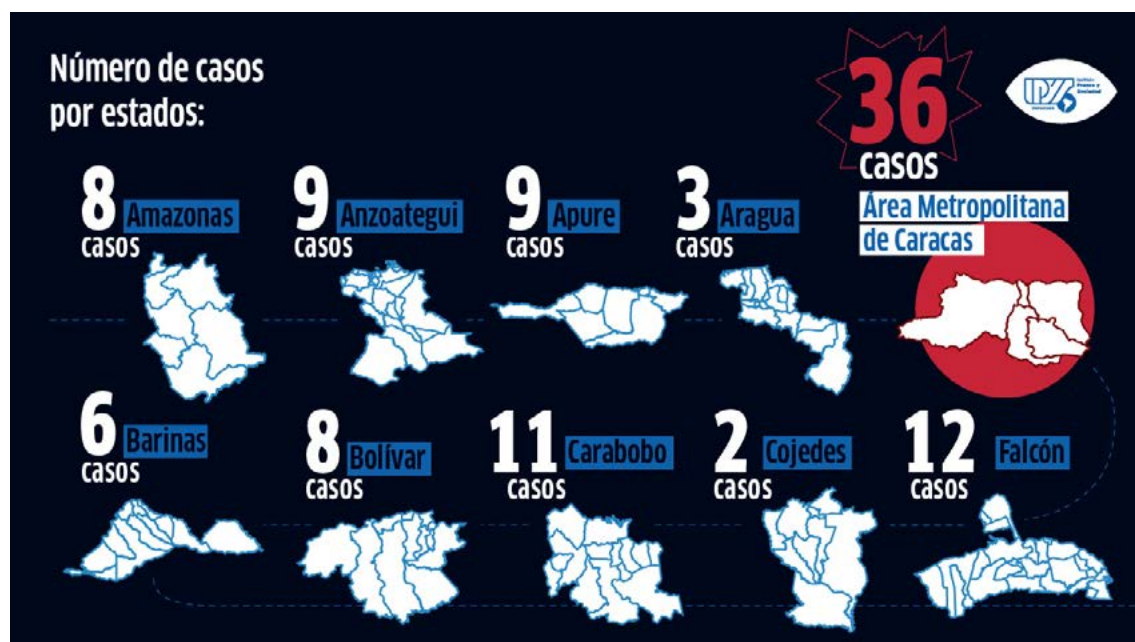 Número de casos
por estados:
36
casos
Área Metropolitana
de Caracas
8
Amazonas
casos
9
Anzoategui
casos
9
Apure
casos
3
Aragua
casos
6
Barinas
casos
8
Bolívar
casos
11
Carabobo
casos
2
Cojedes
casos
12
Falcón
casos